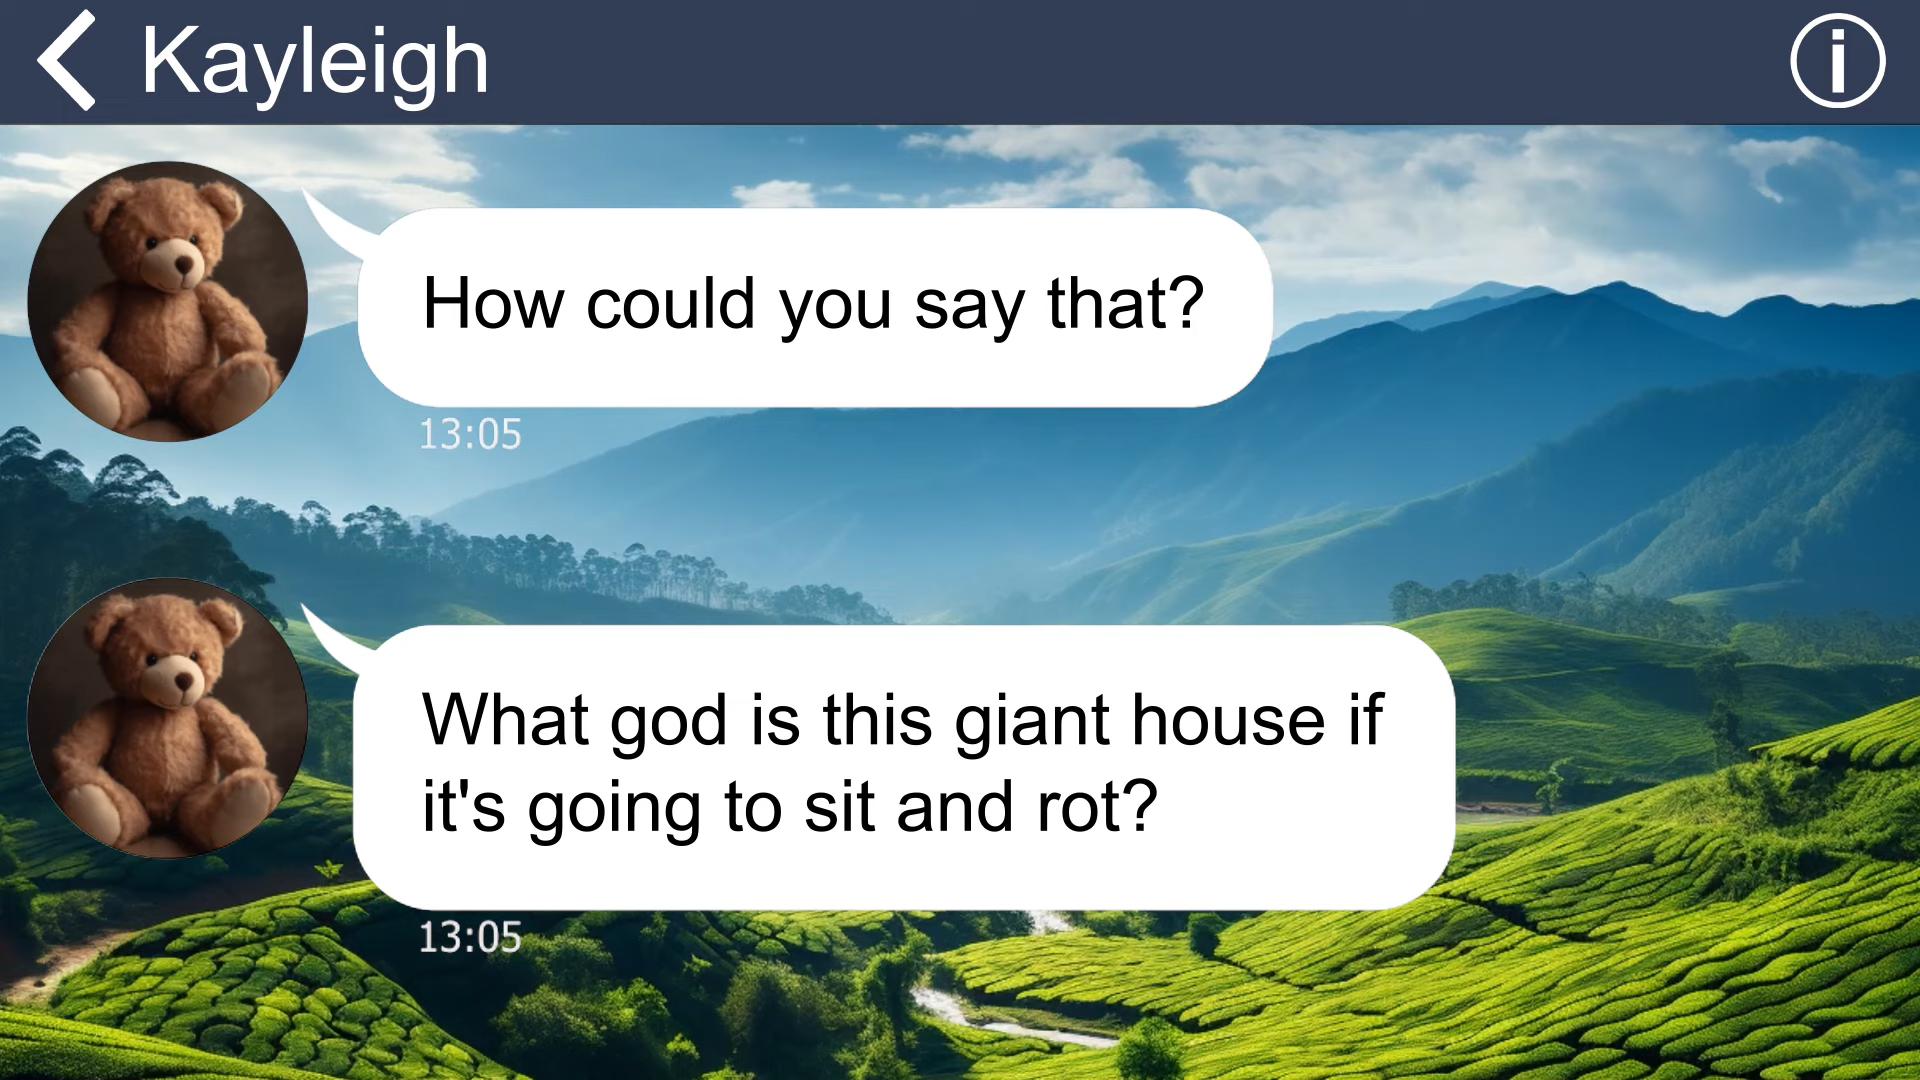 Kayleigh
How could you say that?
13:05
What god is this giant house if
it's going to sit and rot?
13:05